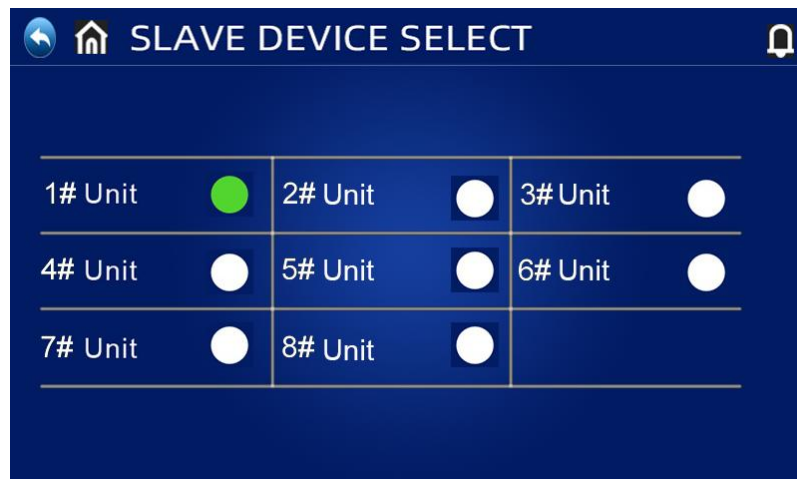 SLAVE DEVICE SELECT
1# Unit 2# Unit 3# Unit
4# Unit 5# Unit 6# Unit
7# Unit 8# Unit